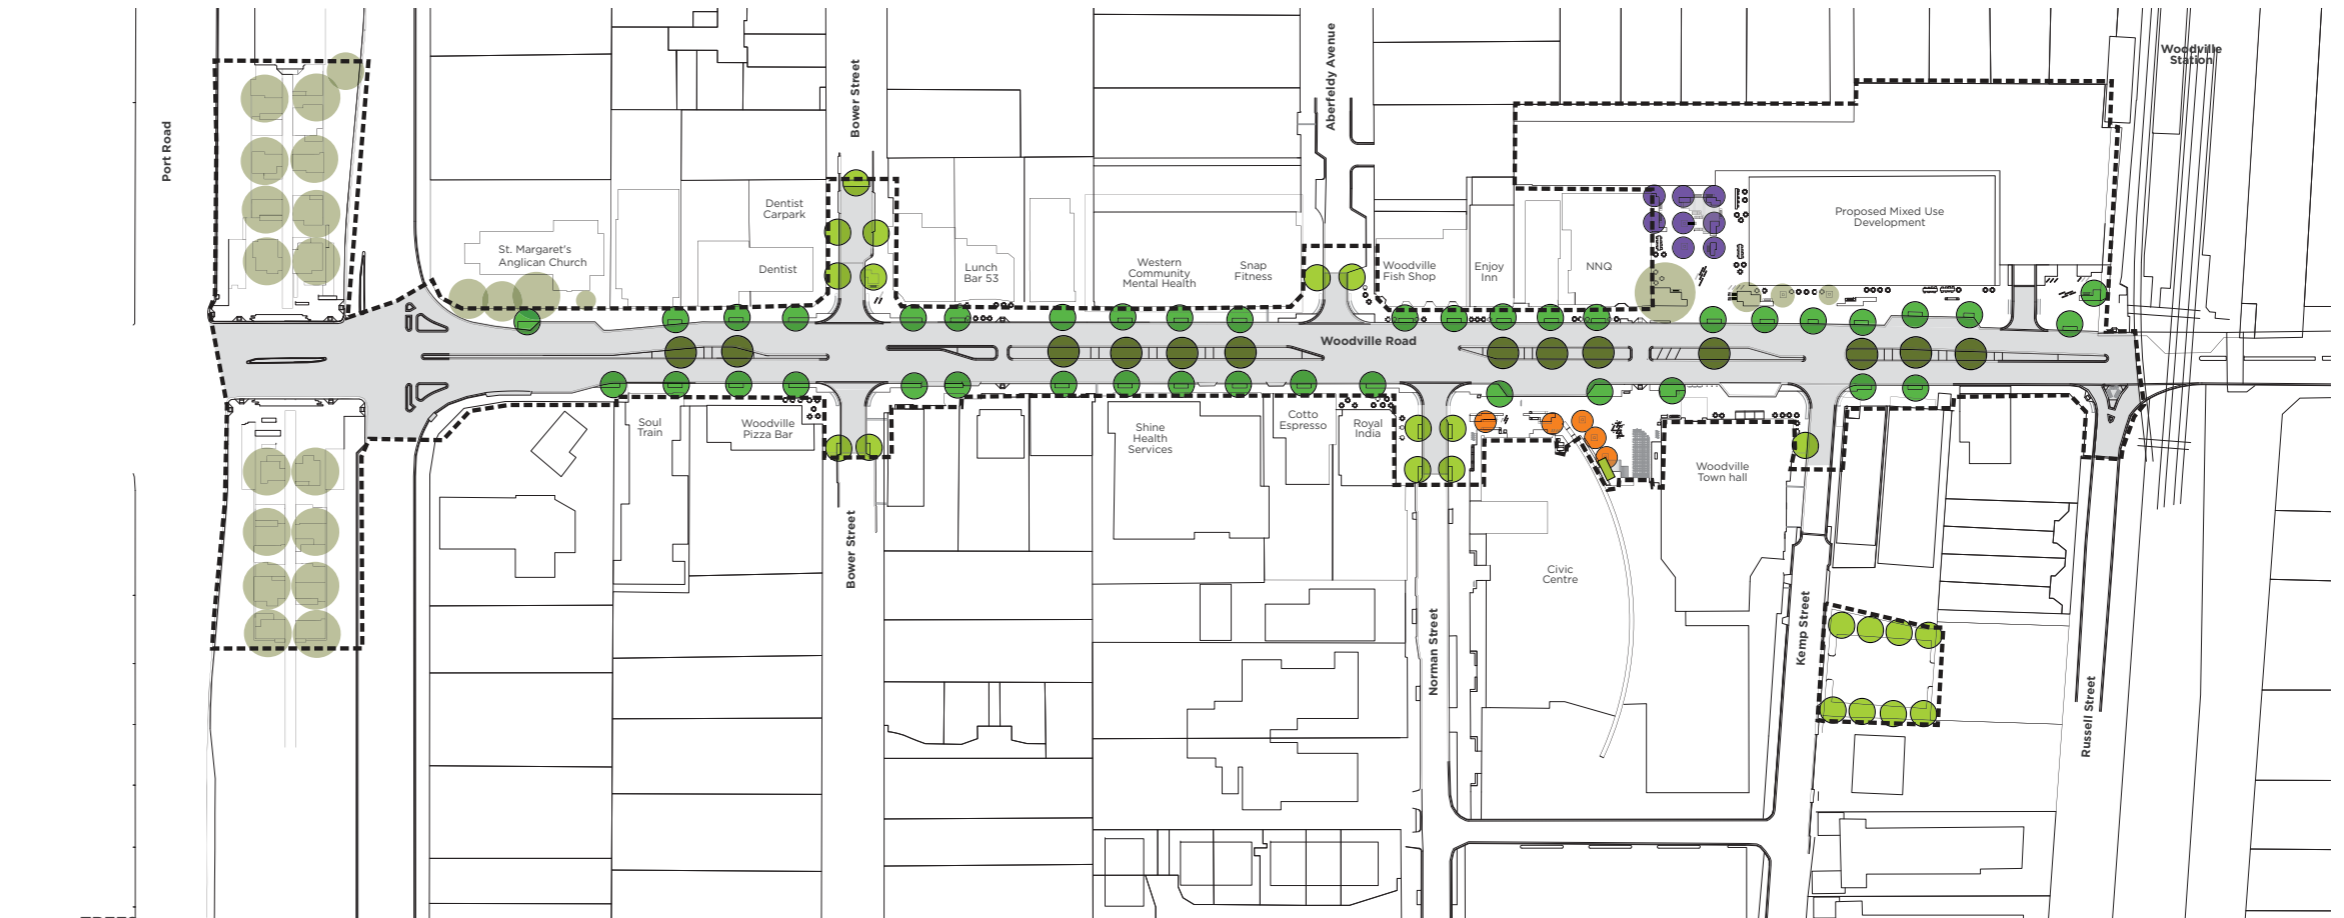 Woodville
Station
Port Road
Bower Street
Aberfeldy Avenue
Dentist
Carpark
St. Margaret's
Anglican Church
Dentist
Lunch
Bar 53
Western
Community
Mental Health
Snap
Fitness
Woodville
Fish Shop
Enjoy
Inn
NNQ
Proposed Mixed Use
Development
Woodville Road
Soul
Train
Woodville
Pizza Bar
Shine
Health
Services
Cotto
Espresso
Royal
India
Woodville
Town hall
Civic
Centre
Bower Street
Norman Street
Kemp Street
Russell Street